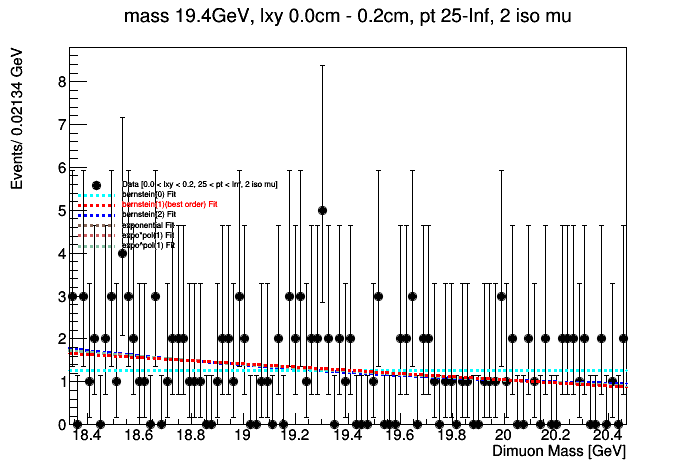 mass 19.4GeV, lxy 0.0cm - 0.2cm, pt 25-Inf, 2 iso mu
Events/ 0.02134 GeV
8
7
6
5
4
3
2
1
0
Data [0.0 < lxy < 0.2, 25 < pt < Inf, 2 iso mu]
bernstein(0) Fit
bernstein(1)(best order) Fit
bernstein(2) Fit
exponential Fit
expo*pol(1) Fit
expo^pol(1) Fit
18.4 18.6 18.8 19 19.2 19.4 19.6 19.8 20 20.2 20.4
Dimuon Mass [GeV]